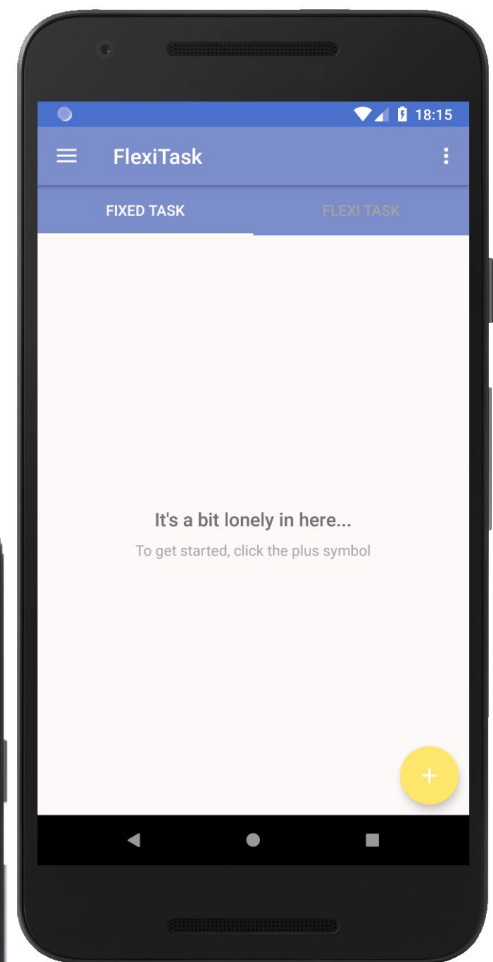 18:15
FlexiTask
FIXED TASK
FLEXI TASK
It's a bit lonely in here...
To get started, click the plus symbol
+